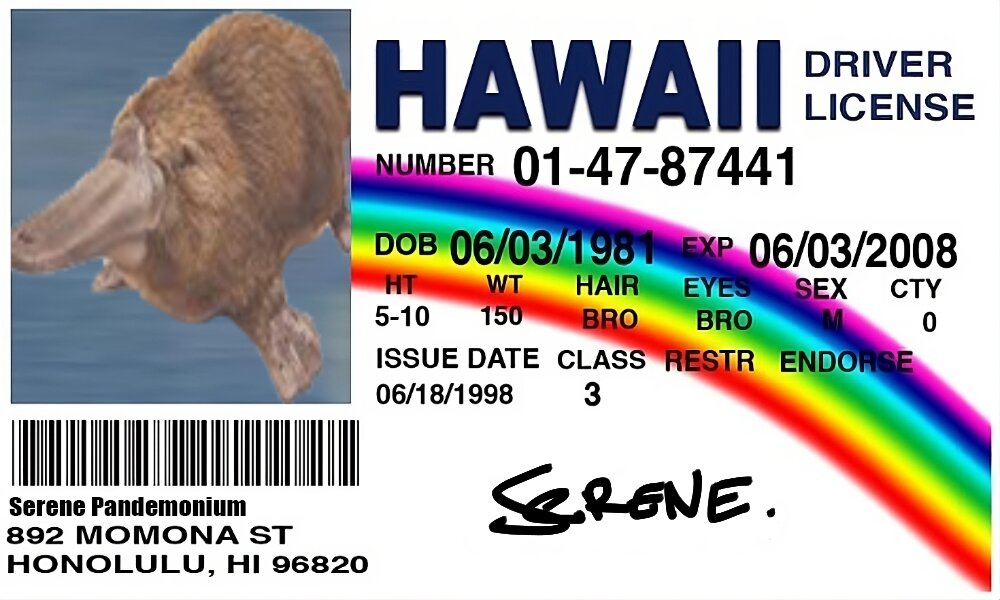 HAWAII DRIVER LICENSE
NUMBER 01-47-87441
DOB 06/03/1981 EXP 06/03/2008
HT WT HAIR EYES SEX CTY
5-10 150 BRO BRO M 0
ISSUE DATE CLASS RESTR ENDORSE
06/18/1998 3
SERENE.
Serene Pandemonium
892 MOMONA ST
HONOLULU, HI 96820